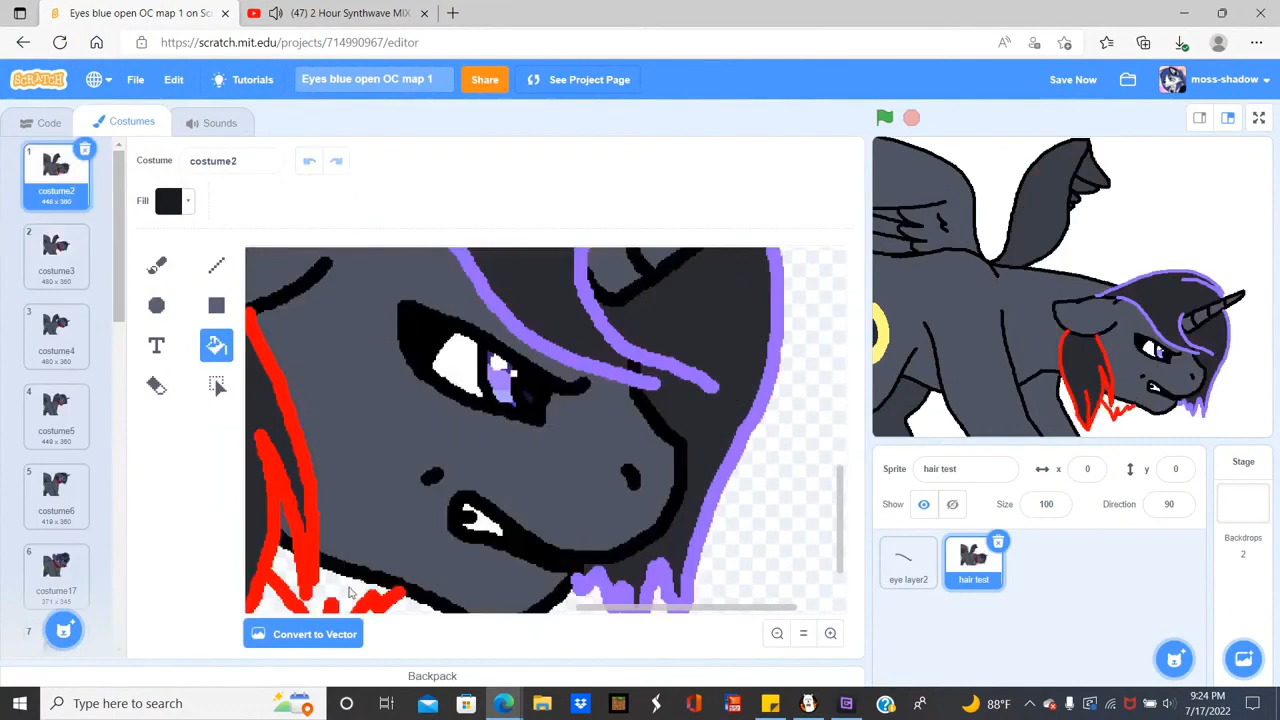 Eyes blue open OC map 1 on Sc
(47) 2 Hour Synthwave MIX
https://scratch.mit.edu/projects/714990967/editor
SCRATCH
File
Edit
Tutorials
Eyes blue open OC map 1
Share
See Project Page
Save Now
moss-shadow
Code
Costumes
Sounds
1
costume2
448 x 360
2
costume3
480 x 360
3
costume4
480 x 360
4
costume5
449 x 360
5
costume6
419 x 360
6
costume17
371 x 345
7
Costume
costume2
Fill
T
Convert to Vector
Backpack
Sprite
hair test
x
0
y
0
Show
Size
100
Direction
90
eye layer2
hair test
Stage
Backdrops
2
Type here to search
88°F
9:24 PM
7/17/2022